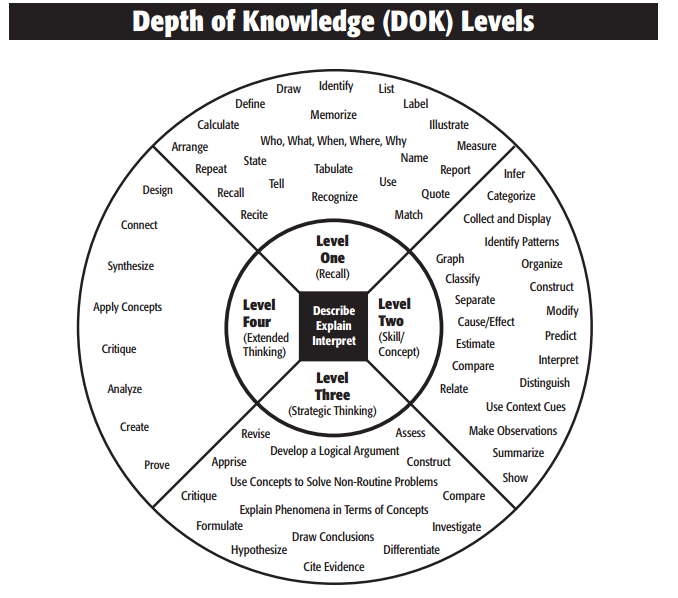 Depth of Knowledge (DOK) Levels
Draw
Identify
List
Define
Label
Memorize
Calculate
Illustrate
Arrange
Who, What, When, Where, Why
Measure
Repeat
State
Tabulate
Name
Report
Tell
Use
Recall
Recognize
Quote
Recite
Match
Level
One
(Recall)
Infer
Categorize
Collect and Display
Identify Patterns
Graph
Organize
Classify
Construct
Separate
Modify
Cause/Effect
Predict
Estimate
Interpret
Compare
Distinguish
Relate
Use Context Cues
Make Observations
Summarize
Show
Level
Two
(Skill/
Concept)
Describe
Explain
Interpret
Level
Three
(Strategic Thinking)
Revise
Assess
Develop a Logical Argument
Apprise
Construct
Use Concepts to Solve Non-Routine Problems
Critique
Compare
Explain Phenomena in Terms of Concepts
Formulate
Investigate
Draw Conclusions
Hypothesize
Differentiate
Cite Evidence
Level
Four
(Extended
Thinking)
Design
Connect
Synthesize
Apply Concepts
Critique
Analyze
Create
Prove